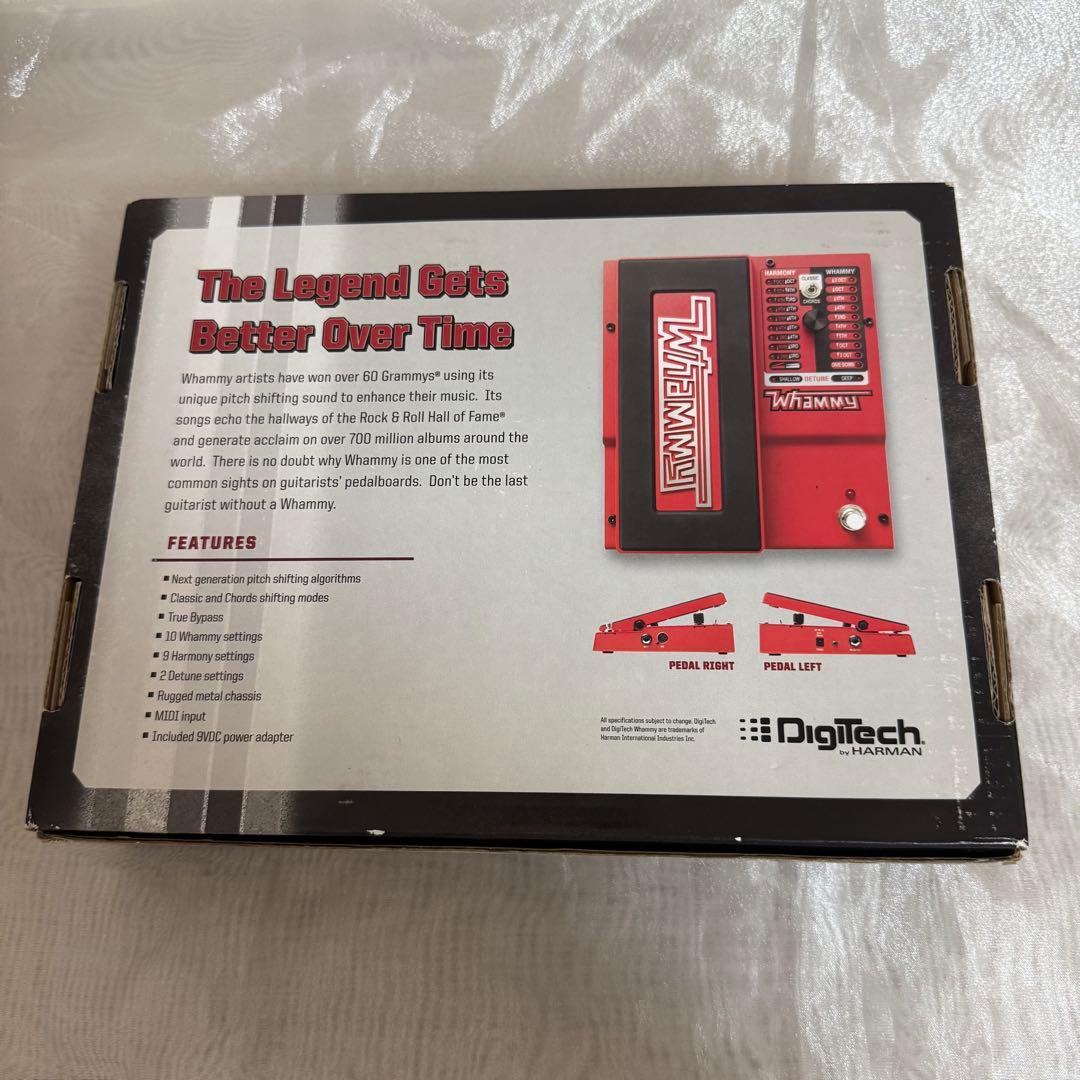 The Legend Gets
Better Over Time
Whammy artists have won over 60 Grammys® using its
unique pitch shifting sound to enhance their music. Its
songs echo the hallways of the Rock & Roll Hall of Fame®
and generate acclaim on over 700 million albums around the
world. There is no doubt why Whammy is one of the most
common sights on guitarists' pedalboards. Don't be the last
guitarist without a Whammy.
FEATURES
▪ Next generation pitch shifting algorithms
▪ Classic and Chords shifting modes
▪ True Bypass
▪ 10 Whammy settings
▪ 9 Harmony settings
▪ 2 Detune settings
▪ Rugged metal chassis
▪ MIDI input
▪ Included 9VDC power adapter
WHAMMY
HARMONY
CLASSIC
WHAMMY
CHORDS
SHALLOW DETUNE DEEP
WHAMMY
PEDAL RIGHT
PEDAL LEFT
All specifications subject to change. DigiTech
and DigiTech Whammy are trademarks of
Harman International Industries Inc.
DigiTech®
by HARMAN